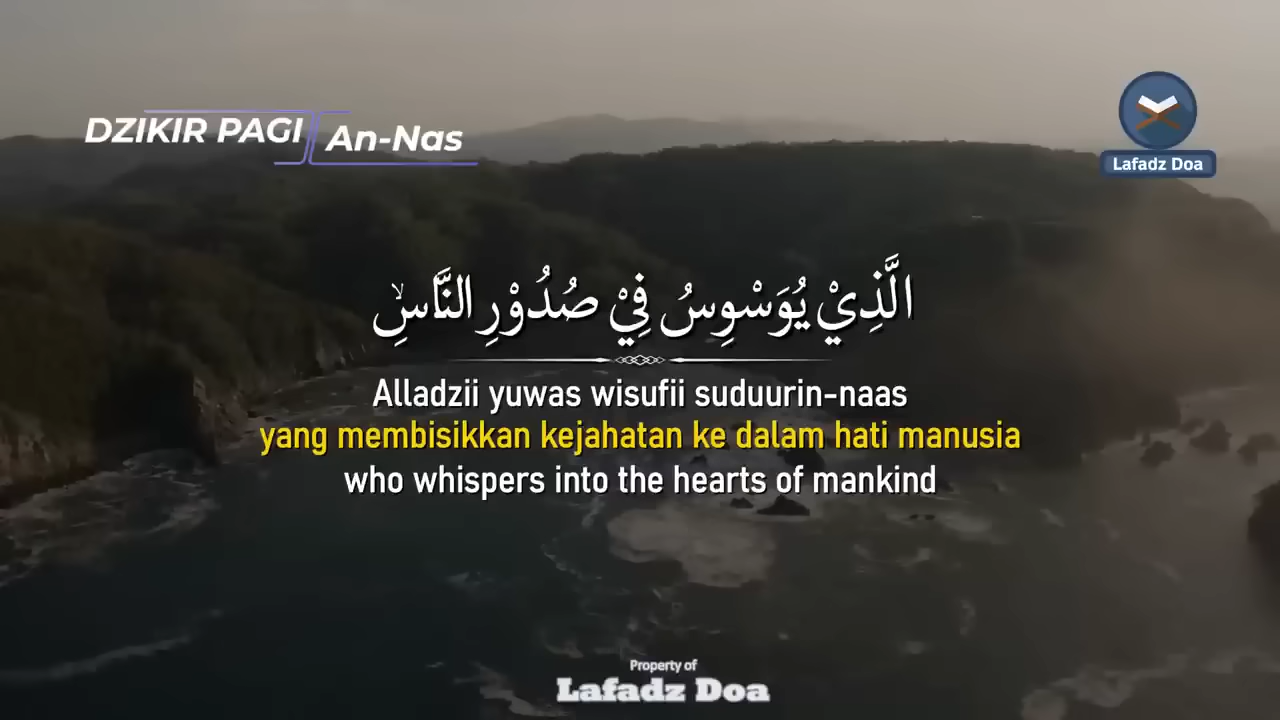 DZIKIR PAGI
An-Nas
Lafadz Doa
الَّذِيْ يُوَسْوِسُ فِيْ صُدُوْرِ النَّاسِۙ
Alladzii yuwas wisufii suduurin-naas
yang membisikkan kejahatan ke dalam hati manusia
who whispers into the hearts of mankind
Property of
Lafadz Doa